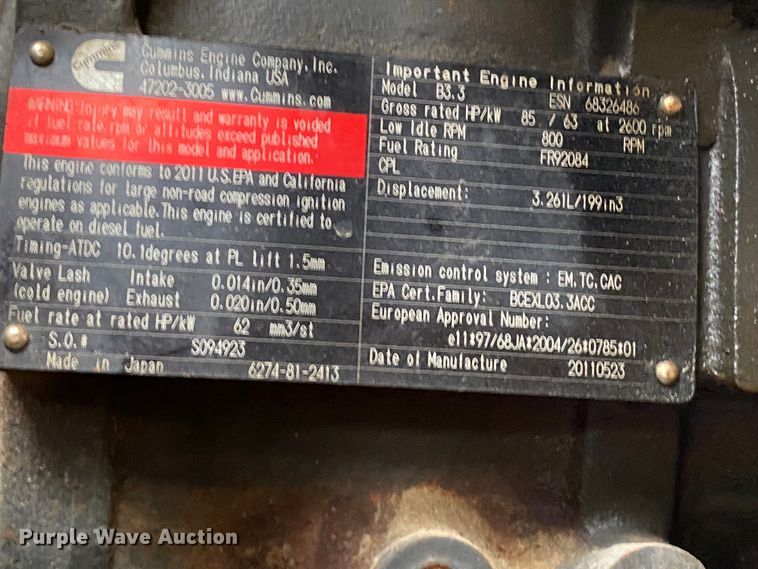 Cummins
Cummins Engine Company, Inc.
Columbus, Indiana USA
47202-3005 www.Cummins.com
WARNING: Injury may result and warranty is voided
if fuel rate rpm or altitudes exceed published
maximum values for this model and application.
This engine conforms to 2011 U.S.EPA and California
regulations for large non-road compression ignition
engines as applicable. This engine is certified to
operate on diesel fuel.
Timing-ATDC 10.1degrees at PL lift 1.5mm
Valve Lash Intake 0.014in/0.35mm
(cold engine) Exhaust 0.020in/0.50mm
Fuel rate at rated HP/kW 62 mm3/st
S.O.# SO94923
Made in Japan 6274-81-2413
Important Engine Information
Model B3.3 ESN 68326486
Gross rated HP/kW 85 / 63 at 2600 rpm
Low Idle RPM 800 RPM
Fuel Rating FR92084
CPL
Displacement: 3.261L/199in3
Emission control system : EM,TC,CAC
EPA Cert.Family: BCEXL03.3ACC
European Approval Number:
e11*97/68JA*2004/26*0785*01
Date of Manufacture 20110523
Purple Wave Auction